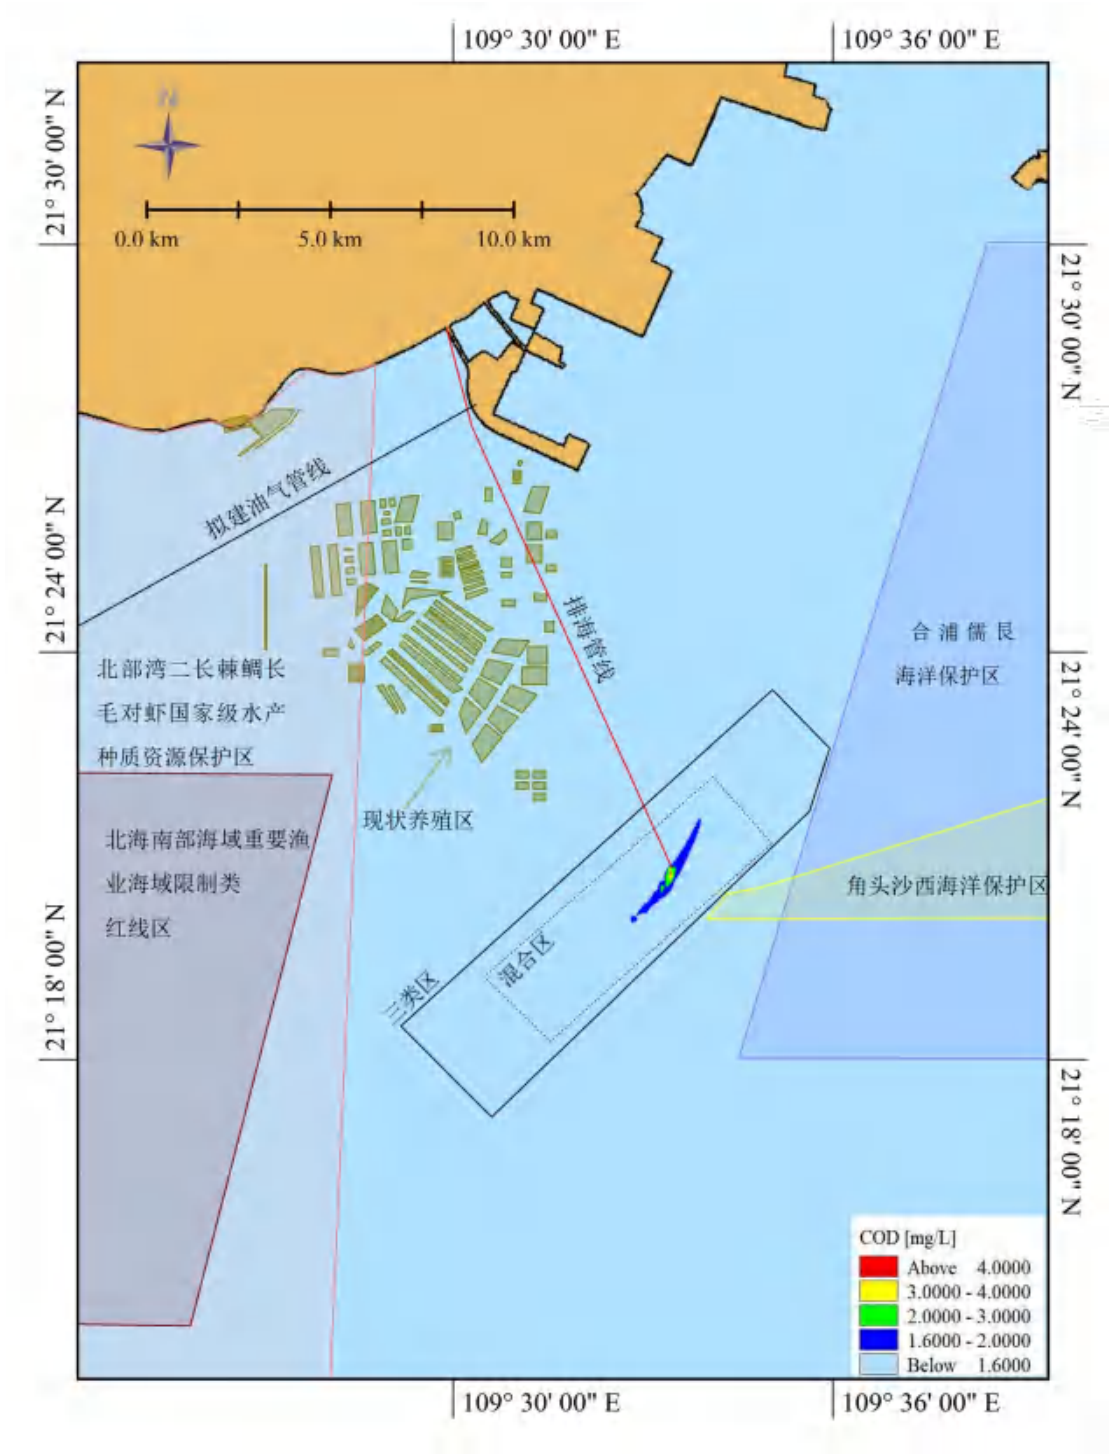 109° 30' 00" E
109° 36' 00" E
N
21° 30' 00" N
0.0 km
5.0 km
10.0 km
21° 30' 00" N
拟建油气管线
21° 24' 00" N
排海管线
合浦儒艮
海洋保护区
北部湾二长棘鲷长
毛对虾国家级水产
种质资源保护区
21° 24' 00" N
现状养殖区
北海南部海域重要渔
业海域限制类
红线区
角头沙西海洋保护区
混合区
三类区
21° 18' 00" N
21° 18' 00" N
COD [mg/L]
Above 4.0000
3.0000 - 4.0000
2.0000 - 3.0000
1.6000 - 2.0000
Below 1.6000
109° 30' 00" E
109° 36' 00" E